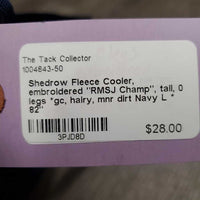 The Tack Collector
1004843-50
Shedrow Fleece Cooler,
embroidered "RMSJ Champ", tail, 0
legs *gc, hairy, mnr dirt Navy L *
82"
$28.00
3PJD8D